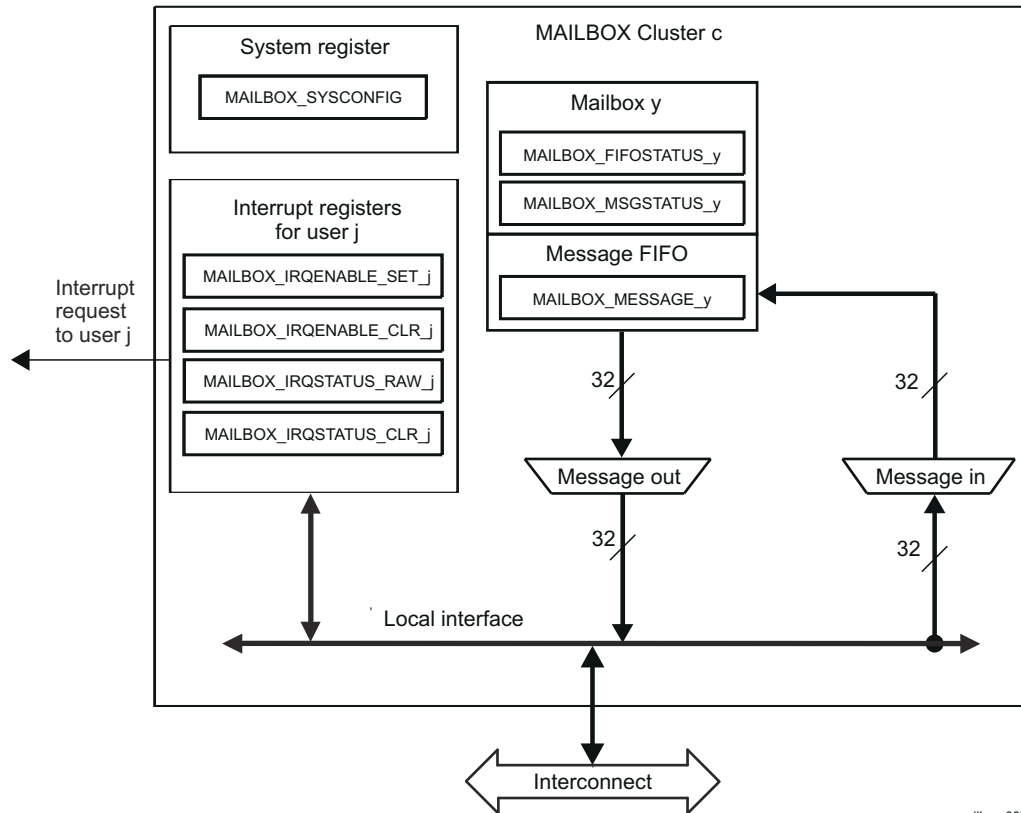 MAILBOX Cluster c
System register
MAILBOX_SYSCONFIG
Mailbox y
MAILBOX_FIFOSTATUS_y
MAILBOX_MSGSTATUS_y
Interrupt registers
for user j
MAILBOX_IRQENABLE_SET_j
MAILBOX_IRQENABLE_CLR_j
MAILBOX_IRQSTATUS_RAW_j
MAILBOX_IRQSTATUS_CLR_j
Message FIFO
MAILBOX_MESSAGE_y
Interrupt
request
to user j
32
32
Message out
Message in
32
32
Local interface
Interconnect